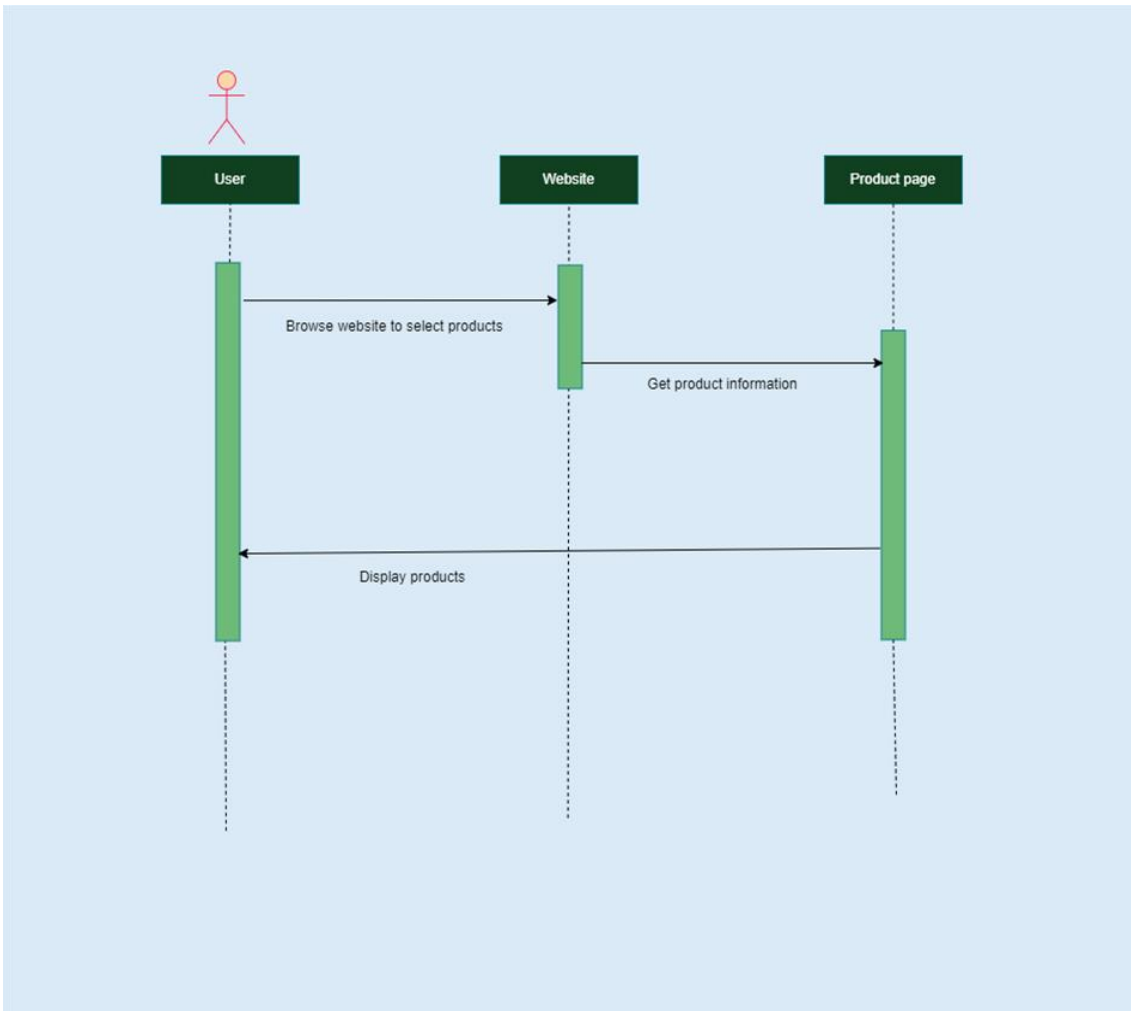 User
Website
Product page
Browse website to select products
Get product information
Display products